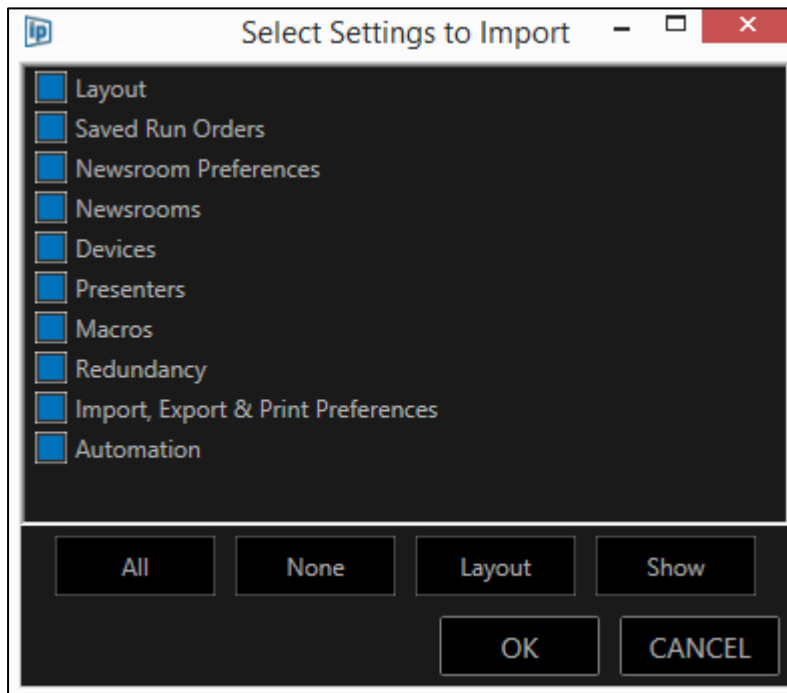 ip
Select Settings to Import
Layout
Saved Run Orders
Newsroom Preferences
Newsrooms
Devices
Presenters
Macros
Redundancy
Import, Export & Print Preferences
Automation
All None Layout Show
OK CANCEL